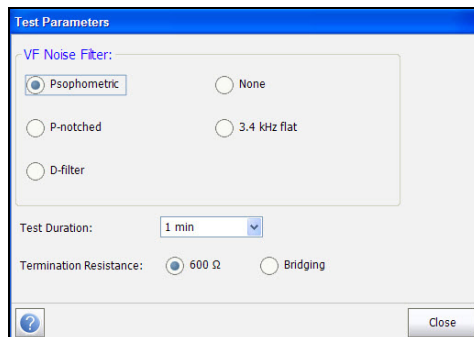 Test Parameters
VF Noise Filter:
Psophometric
None
P-notched
3.4 kHz flat
D-filter
Test Duration:
1 min
Termination Resistance:
600 Ω
Bridging
?
Close